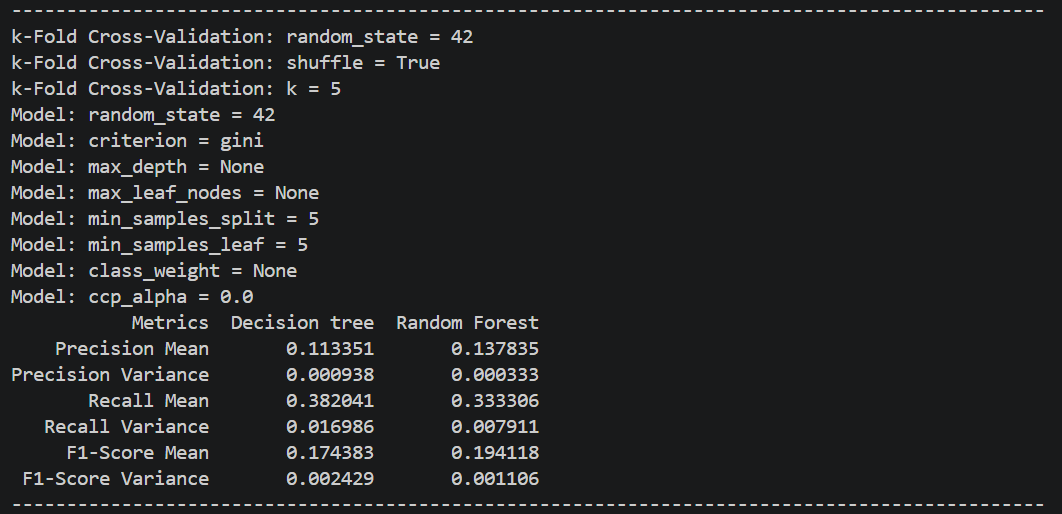 ----------------------------------------------------------------------------------------------
k-Fold Cross-Validation: random_state = 42
k-Fold Cross-Validation: shuffle = True
k-Fold Cross-Validation: k = 5
Model: random_state = 42
Model: criterion = gini
Model: max_depth = None
Model: max_leaf_nodes = None
Model: min_samples_split = 5
Model: min_samples_leaf = 5
Model: class_weight = None
Model: ccp_alpha = 0.0
           Metrics  Decision tree  Random Forest
    Precision Mean       0.113351       0.137835
Precision Variance       0.000938       0.000333
       Recall Mean       0.382041       0.333306
   Recall Variance       0.016986       0.007911
     F1-Score Mean       0.174383       0.194118
 F1-Score Variance       0.002429       0.001106
----------------------------------------------------------------------------------------------